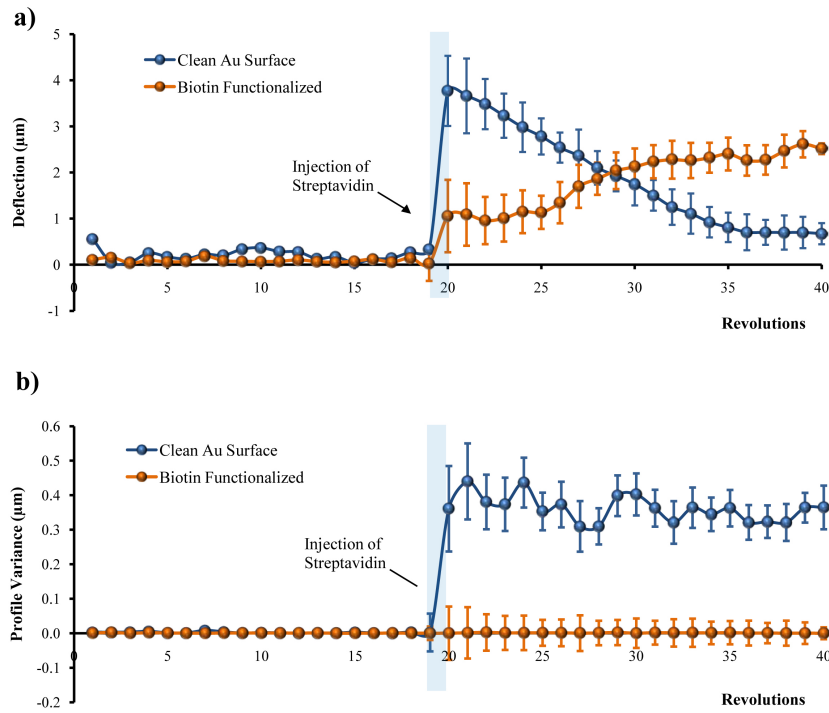 a)
5
4
3
2
1
0
-1
Deflection (µm)
Clean Au Surface
Biotin Functionalized
Injection of
Streptavidin
0 5 10 15 20 25 30 35 40
Revolutions
b)
0.6
0.5
0.4
0.3
0.2
0.1
0.0
-0.1
-0.2
Profile Variance (µm)
Clean Au Surface
Biotin Functionalized
Injection of
Streptavidin
0 5 10 15 20 25 30 35 40
Revolutions